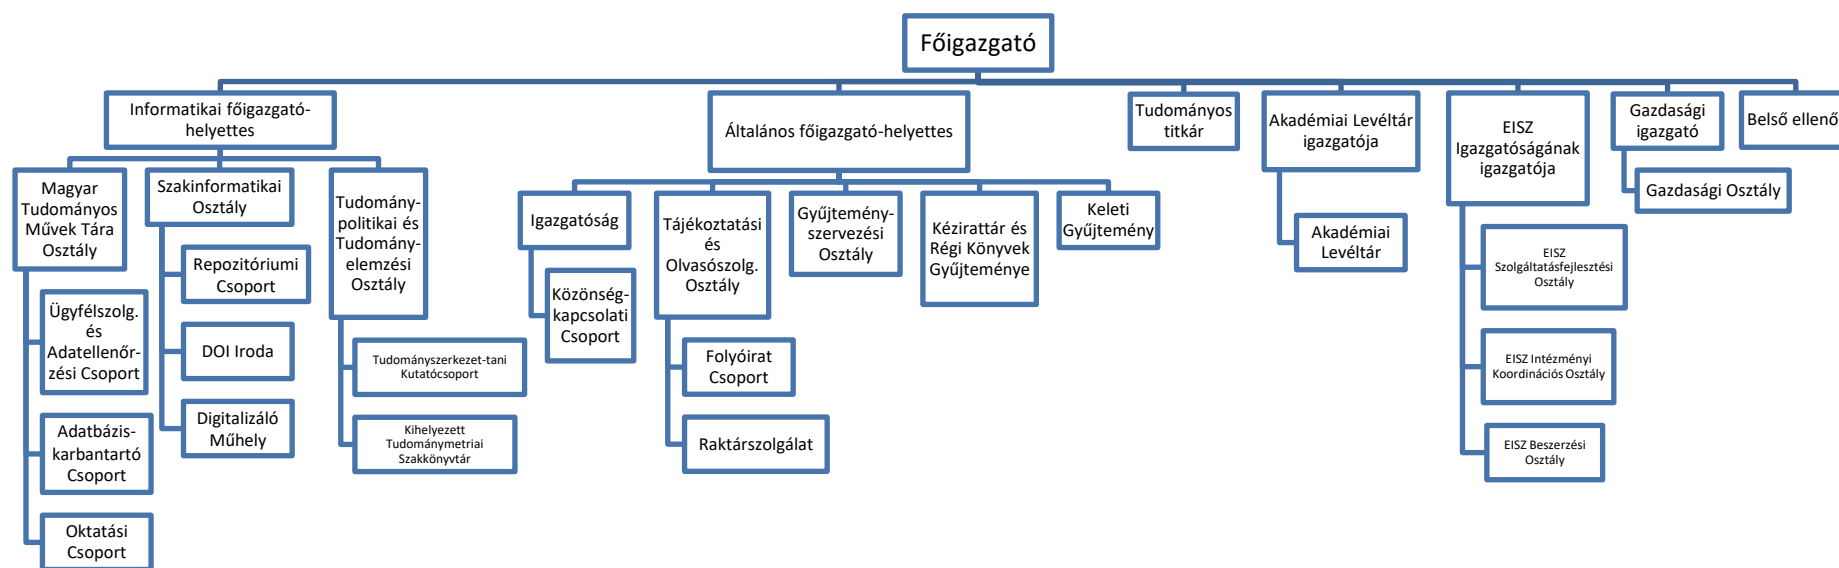 Főigazgató
Informatikai főigazgató-
helyettes
Általános főigazgató-helyettes
Tudományos
titkár
Akadémiai Levéltár
igazgatója
EISZ
Igazgatóságának
igazgatója
Gazdasági
igazgató
Belső ellenő
Magyar
Tudományos
Művek Tára
Osztály
Szakinformatikai
Osztály
Tudomány-
politikai és
Tudomány-
elemzési
Osztály
Igazgatóság
Tájékoztatási
és
Olvasószolg.
Osztály
Gyűjtemény-
szervezési
Osztály
Kézirattár és
Régi Könyvek
Gyűjteménye
Keleti
Gyűjtemény
Akadémiai
Levéltár
Gazdasági Osztály
Ügyfélszolg.
és
Adatellenőr-
zési Csoport
Adatbázis-
karbantartó
Csoport
Oktatási
Csoport
Repozitóriumi
Csoport
DOI Iroda
Digitalizáló
Műhely
Tudományszerkezet-tani
Kutatócsoport
Kihelyezett
Tudománymetriai
Szakkönyvtár
Közönség-
kapcsolati
Csoport
Folyóirat
Csoport
Raktárszolgálat
EISZ
Szolgáltatásfejlesztési
Osztály
EISZ Intézményi
Koordinációs Osztály
EISZ Beszerzési
Osztály